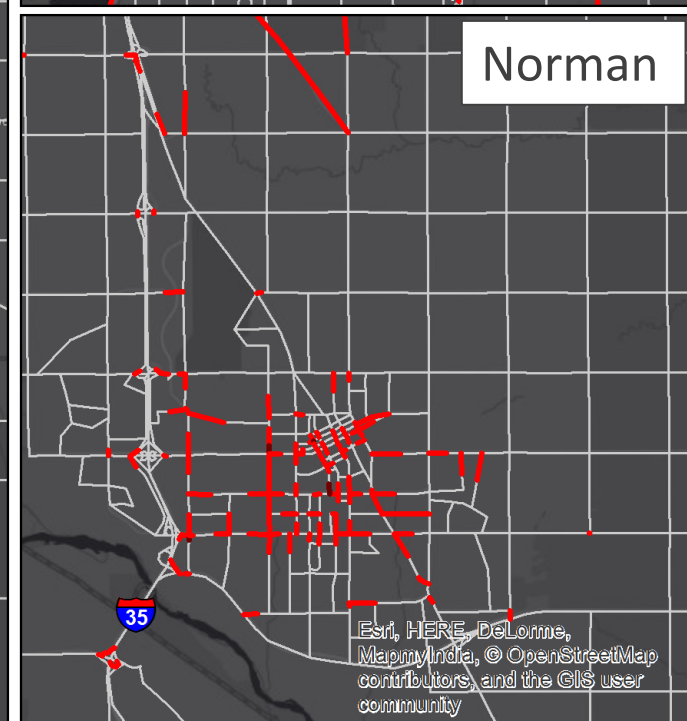 Norman
35
Esri, HERE, DeLorme,
MapmyIndia, © OpenStreetMap
contributors, and the GIS user
community